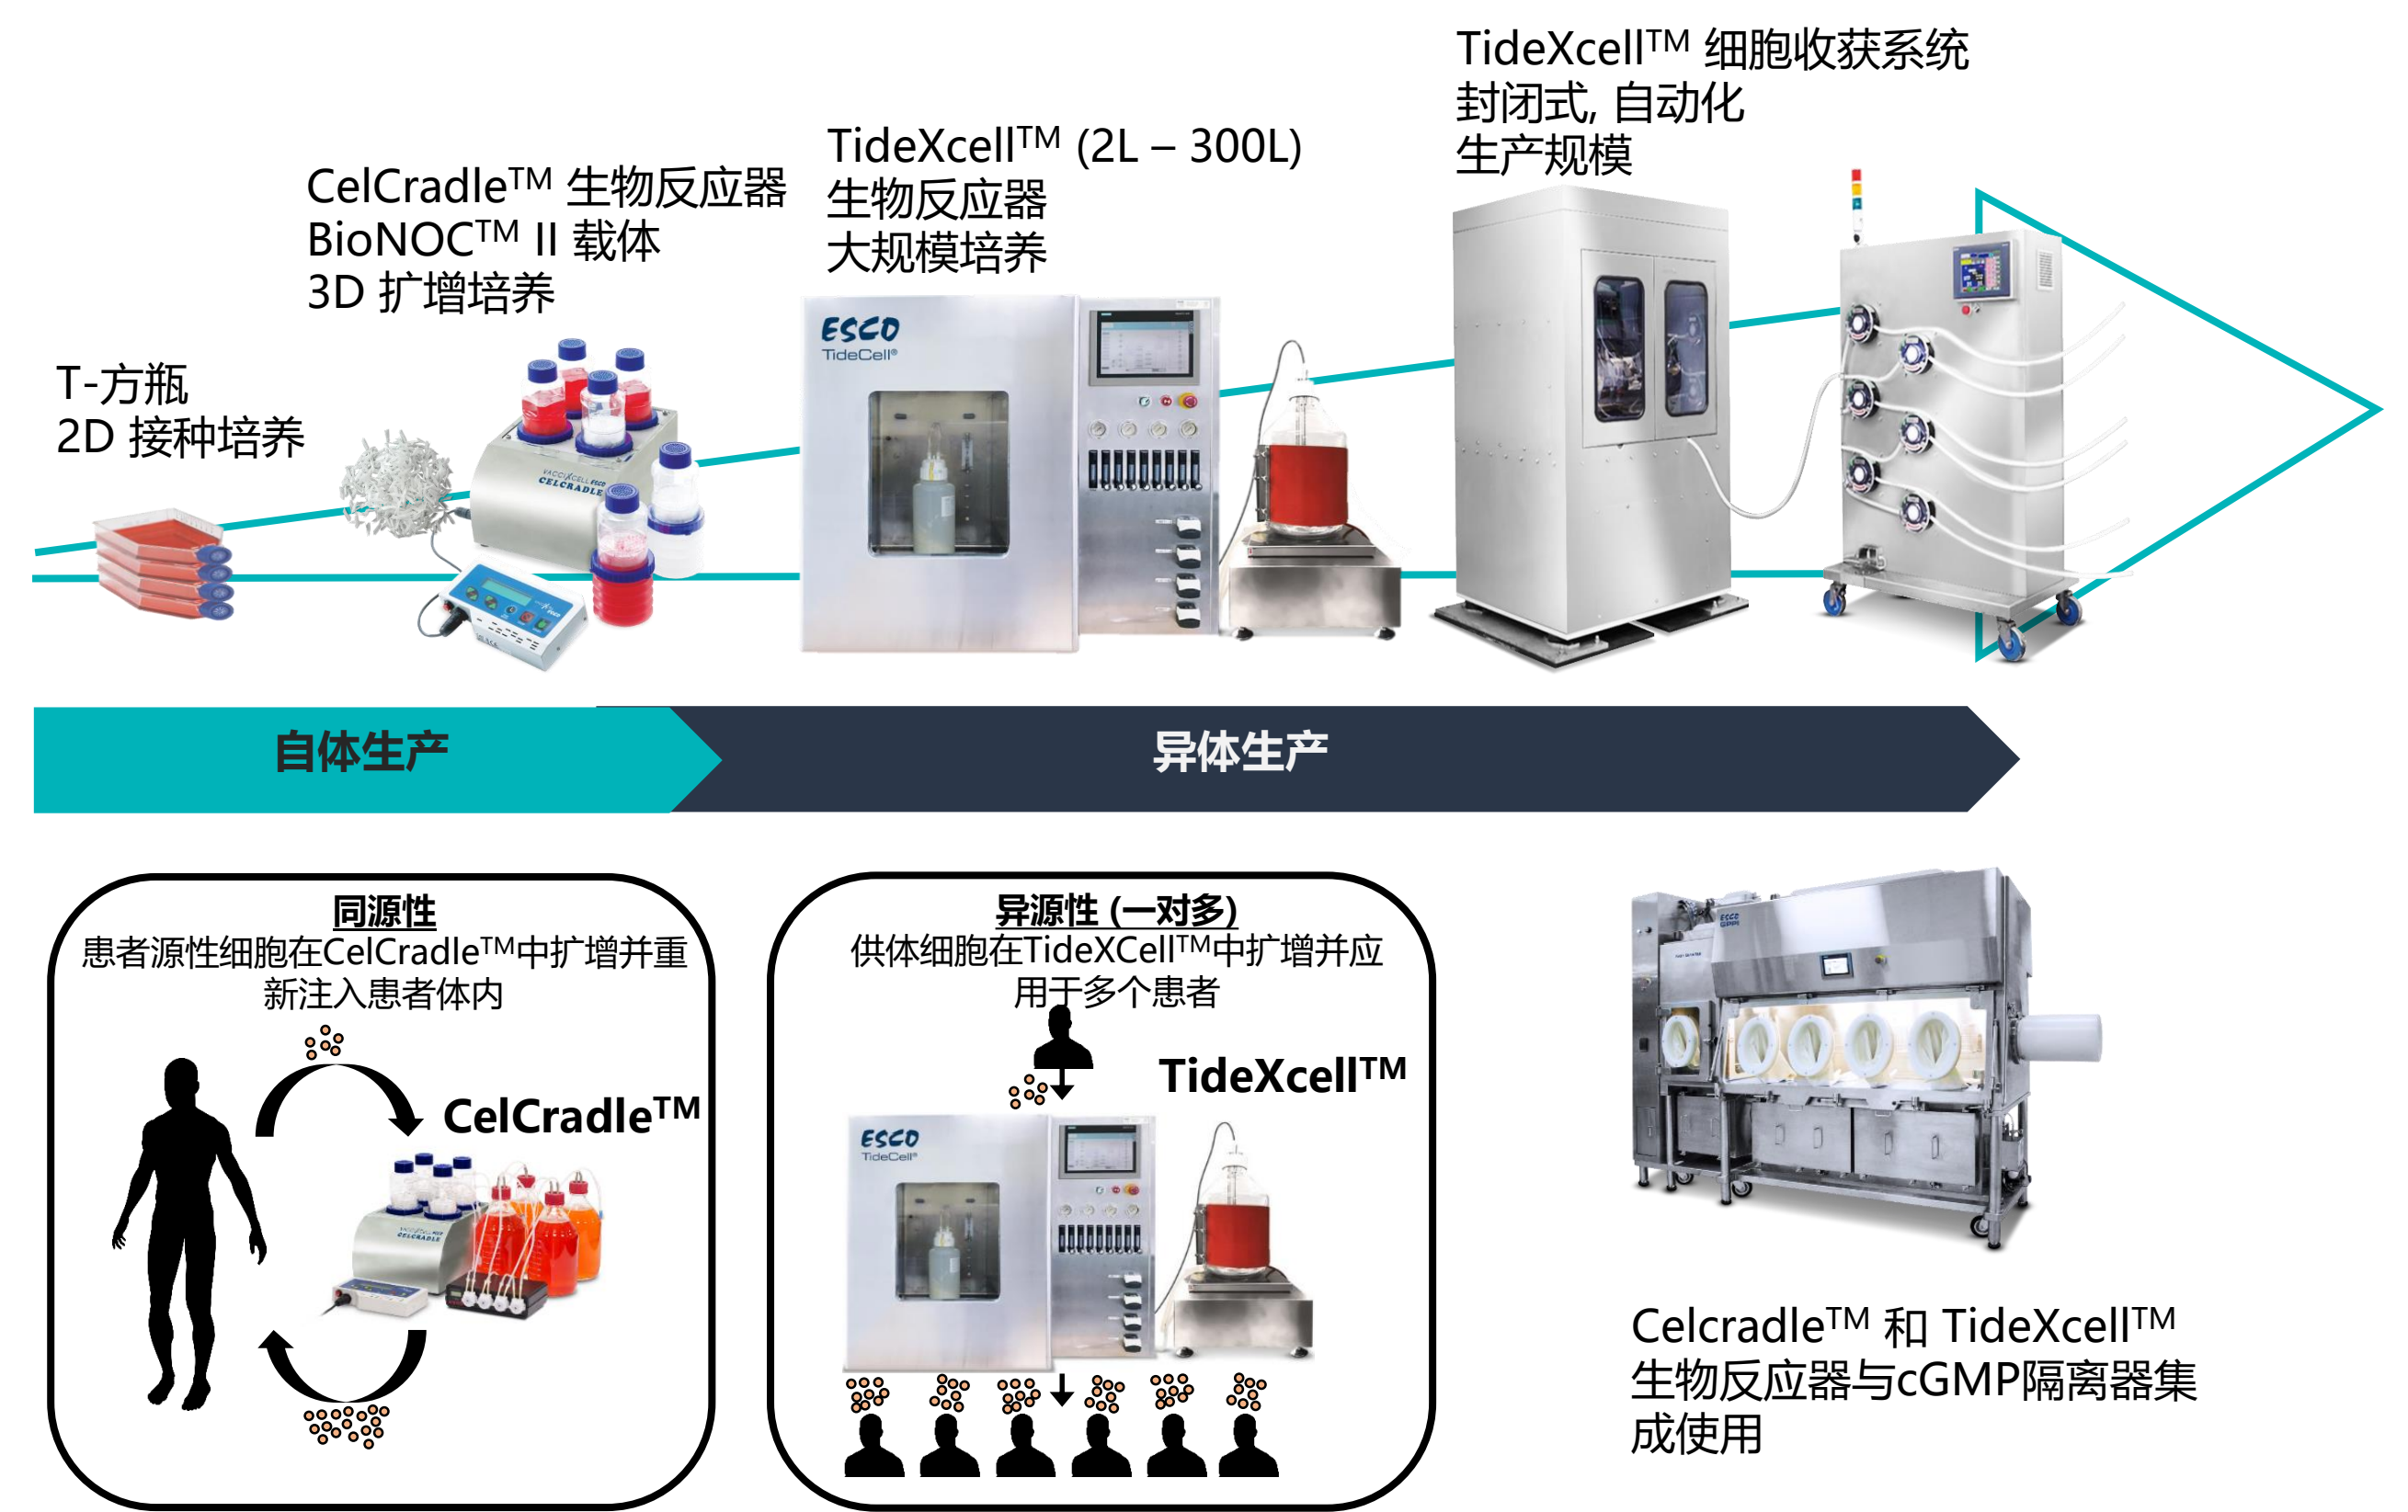 TideXcell™ 细胞收获系统
封闭式, 自动化
生产规模
TideXcell™ (2L – 300L)
生物反应器
大规模培养
CelCradle™ 生物反应器
BioNOC™ II 载体
3D 扩增培养
T-方瓶
2D 接种培养
ESCO
TideCell®
VACCIXCELL ESCO
CELCRADLE
自体生产
异体生产
同源性
患者源性细胞在CelCradle™中扩增并重
新注入患者体内
CelCradle™
CELCRADLE
异源性 (一对多)
供体细胞在TideXCell™中扩增并应
用于多个患者
TideXcell™
ESCO
TideCell®
ESCO
GPPI
Celcradle™ 和 TideXcell™
生物反应器与cGMP隔离器集
成使用